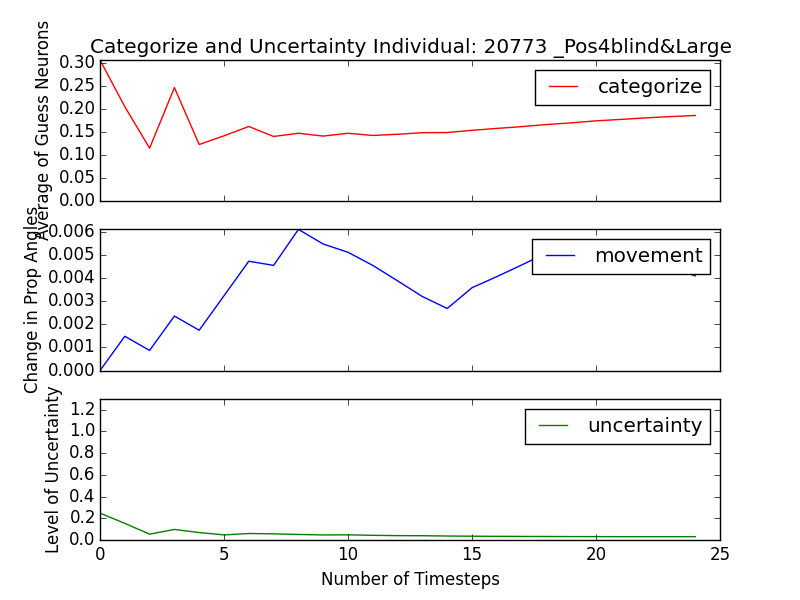 Categorize and Uncertainty Individual: 20773 _Pos4blind&Large
Average of Guess Neurons
0.30
0.25
0.20
0.15
0.10
0.05
0.00
categorize
Change in Prop Angles
0.006
0.005
0.004
0.003
0.002
0.001
0.000
movement
Level of Uncertainty
1.2
1.0
0.8
0.6
0.4
0.2
0.0
uncertainty
0 5 10 15 20 25
Number of Timesteps